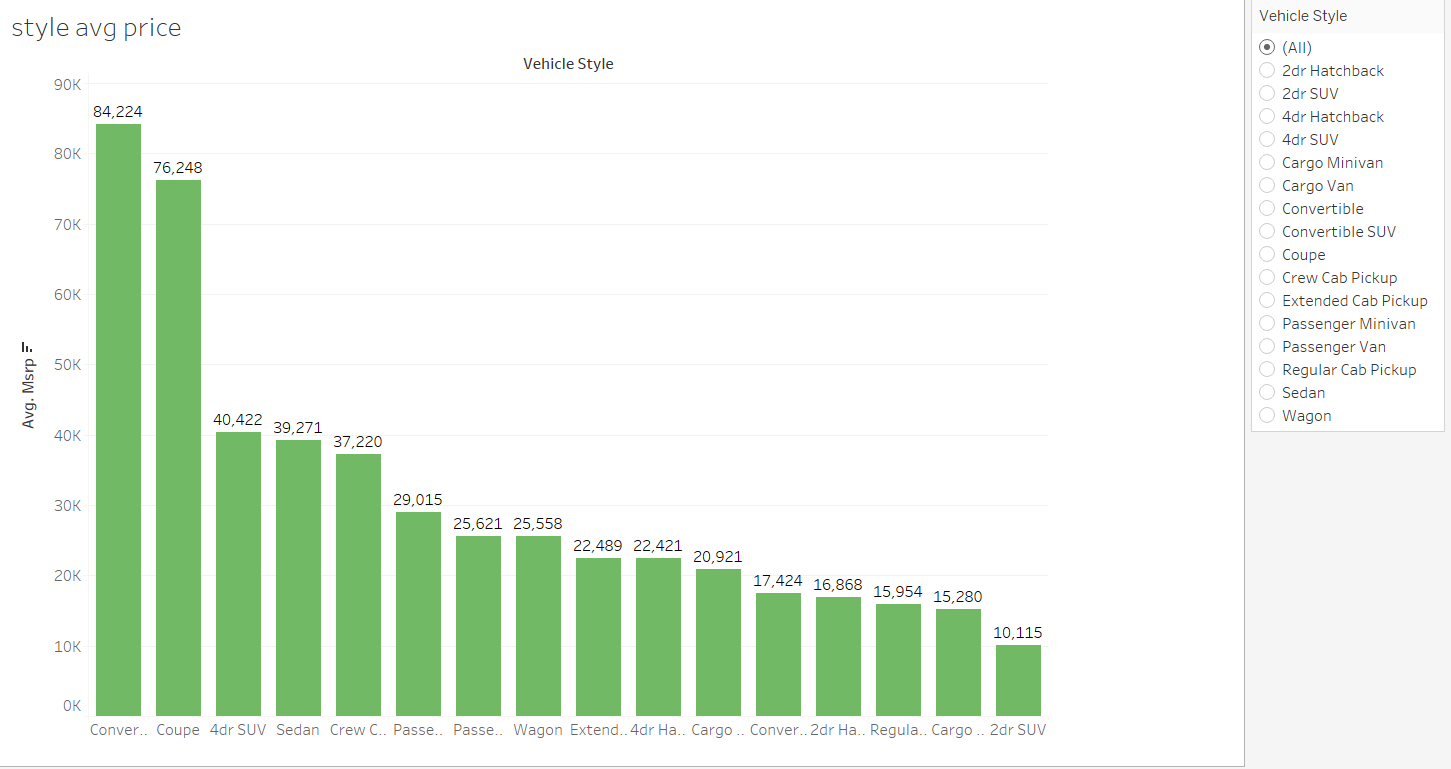 style avg price
Vehicle Style
90K
80K
70K
60K
50K
40K
30K
20K
10K
0K
Avg. Msrp
84,224
76,248
40,422
39,271
37,220
29,015
25,621
25,558
22,489
22,421
20,921
17,424
16,868
15,954
15,280
10,115
Conver.. Coupe 4dr SUV Sedan Crew C.. Passe.. Passe.. Wagon Extend.. 4dr Ha.. Cargo .. Conver.. 2dr Ha.. Regula.. Cargo .. 2dr SUV
Vehicle Style
(All)
2dr Hatchback
2dr SUV
4dr Hatchback
4dr SUV
Cargo Minivan
Cargo Van
Convertible
Convertible SUV
Coupe
Crew Cab Pickup
Extended Cab Pickup
Passenger Minivan
Passenger Van
Regular Cab Pickup
Sedan
Wagon